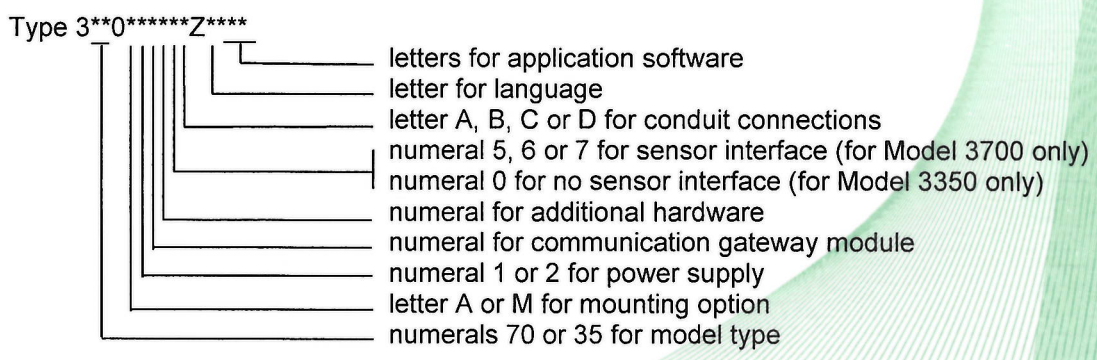 Type 3**0******Z****
letters for application software
letter for language
letter A, B, C or D for conduit connections
numeral 5, 6 or 7 for sensor interface (for Model 3700 only)
numeral 0 for no sensor interface (for Model 3350 only)
numeral for additional hardware
numeral for communication gateway module
numeral 1 or 2 for power supply
letter A or M for mounting option
numerals 70 or 35 for model type